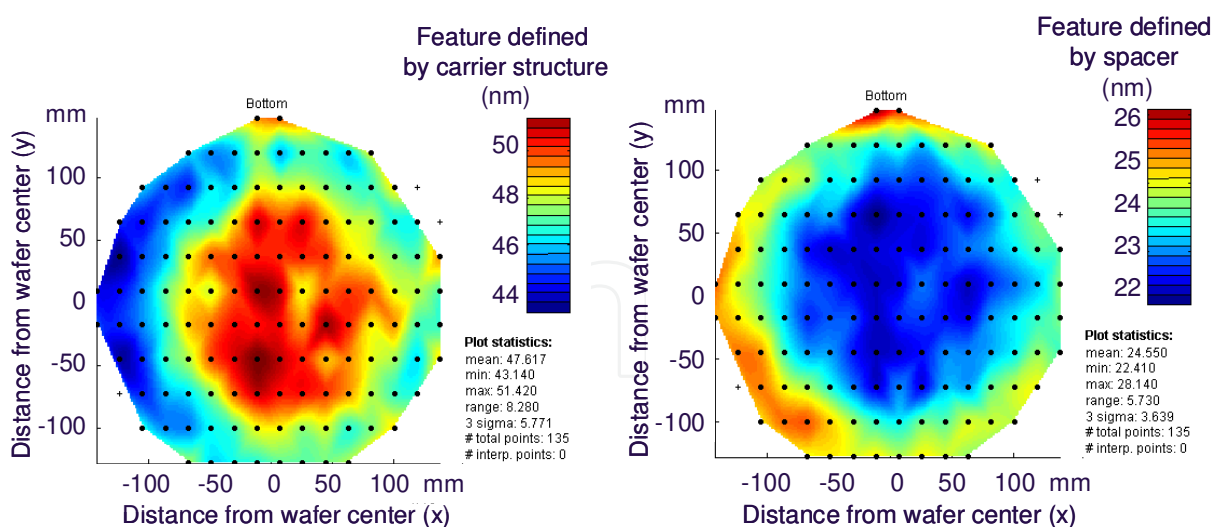 Feature defined
by carrier structure
(nm)
Bottom
mm
100
50
0
-50
-100
Distance from wafer center (y)
-100 -50 0 50 100 mm
Distance from wafer center (x)
50
48
46
44
Plot statistics:
mean: 47.617
min: 43.140
max: 51.420
range: 8.280
3 sigma: 5.771
# total points: 135
# interp. points: 0
Feature defined
by spacer
(nm)
Bottom
mm
100
50
0
-50
-100
Distance from wafer center (y)
-100 -50 0 50 100 mm
Distance from wafer center (x)
26
25
24
23
22
Plot statistics:
mean: 24.550
min: 22.410
max: 28.140
range: 5.730
3 sigma: 3.639
# total points: 135
# interp. points: 0